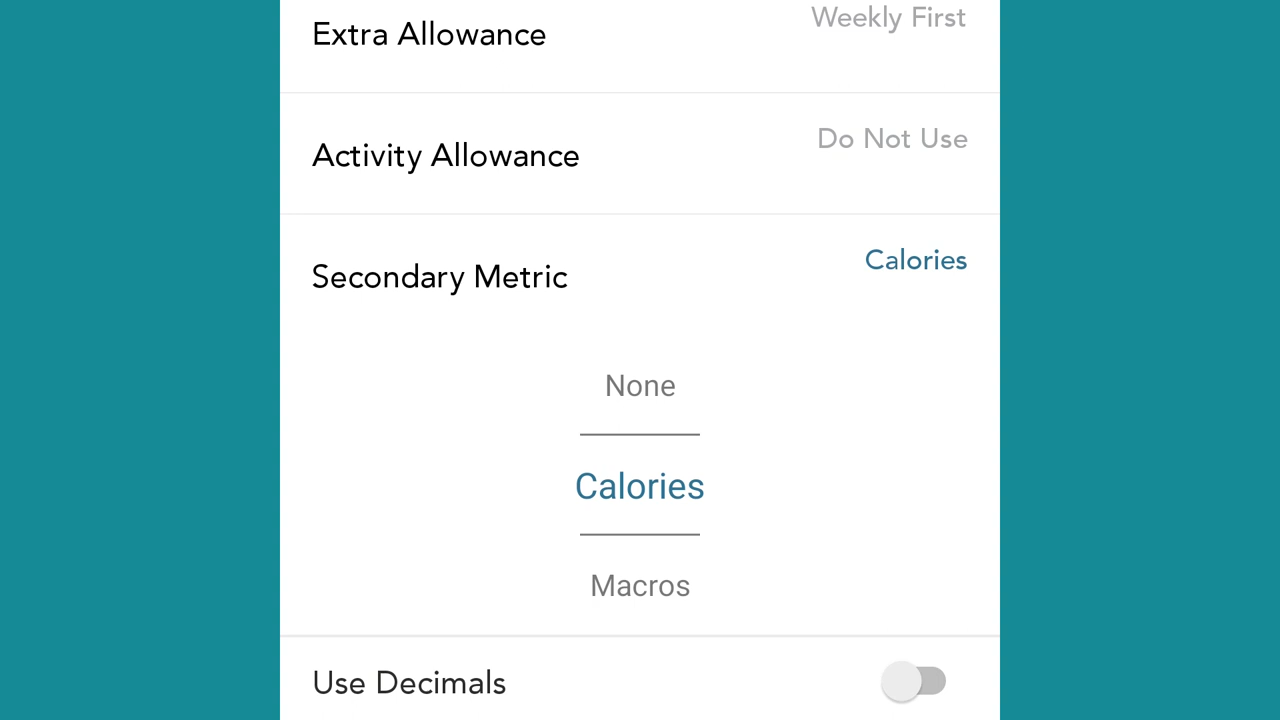 Extra Allowance
Weekly First
Activity Allowance
Do Not Use
Secondary Metric
Calories
None
Calories
Macros
Use Decimals